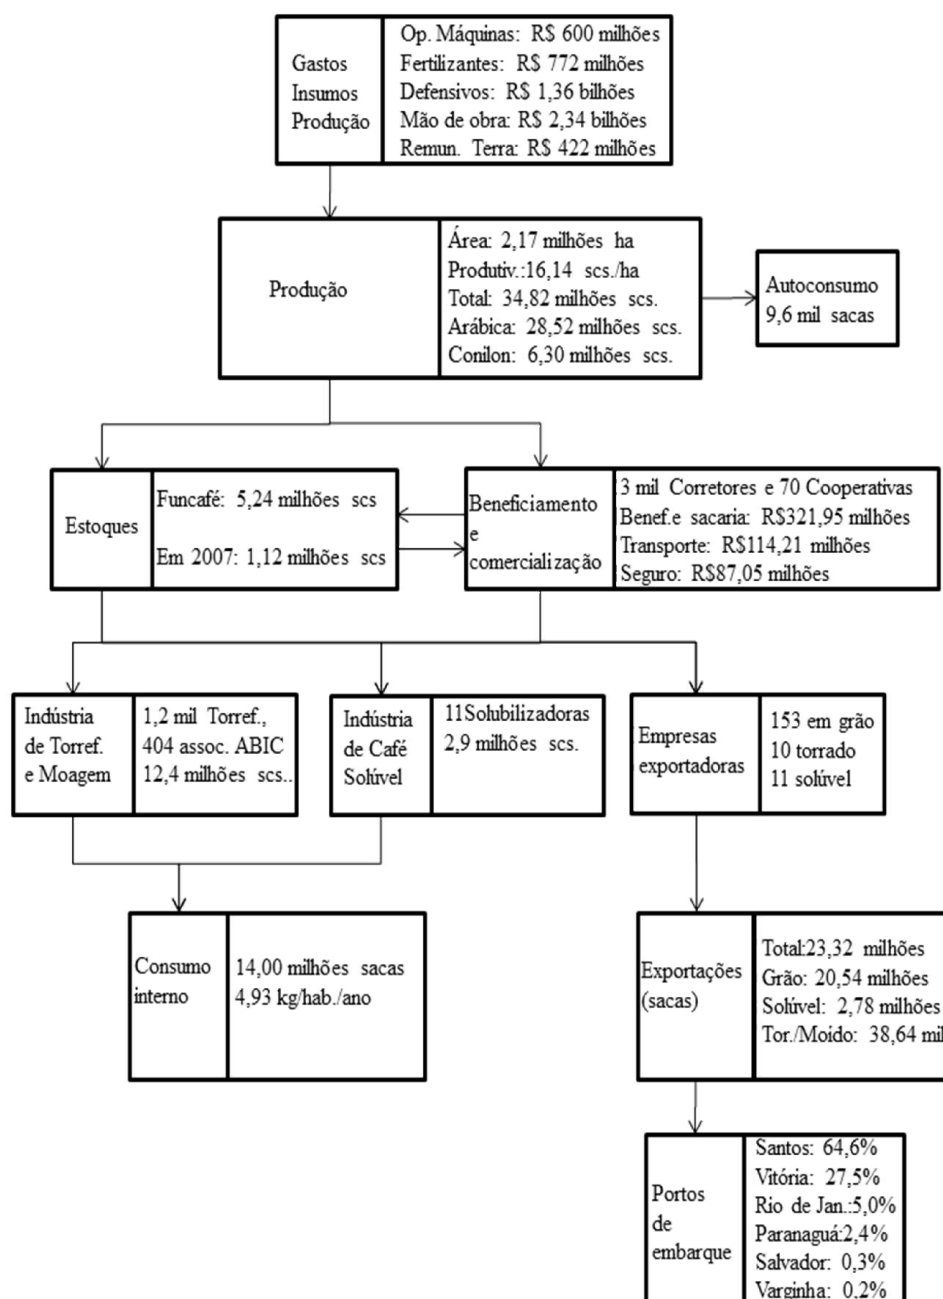 Gastos
Insumos
Produção
Op. Máquinas: R$ 600 milhões
Fertilizantes: R$ 772 milhões
Defensivos: R$ 1,36 bilhões
Mão de obra: R$ 2,34 bilhões
Remun. Terra: R$ 422 milhões
Produção
Área: 2,17 milhões ha
Produtiv.:16,14 scs./ha
Total: 34,82 milhões scs.
Arábica: 28,52 milhões scs.
Conilon: 6,30 milhões scs.
Autoconsumo
9,6 mil sacas
Estoques
Funcafé: 5,24 milhões scs
Em 2007: 1,12 milhões scs
Beneficiamento
e
comercialização
3 mil Corretores e 70 Cooperativas
Benef.e sacaria: R$321,95 milhões
Transporte: R$114,21 milhões
Seguro: R$87,05 milhões
Indústria
de Torref.
e Moagem
1,2 mil Torref.,
404 assoc. ABIC
12,4 milhões scs..
Indústria
de Café
Solúvel
11Solubilizadoras
2,9 milhões scs.
Empresas
exportadoras
153 em grão
10 torrado
11 solúvel
Consumo
interno
14,00 milhões sacas
4,93 kg/hab./ano
Exportações
(sacas)
Total:23,32 milhões
Grão: 20,54 milhões
Solúvel: 2,78 milhões
Tor./Moido: 38,64 mil
Portos
de
embarque
Santos: 64,6%
Vitória: 27,5%
Rio de Jan.:5,0%
Paranaguá:2,4%
Salvador: 0,3%
Varginha: 0,2%